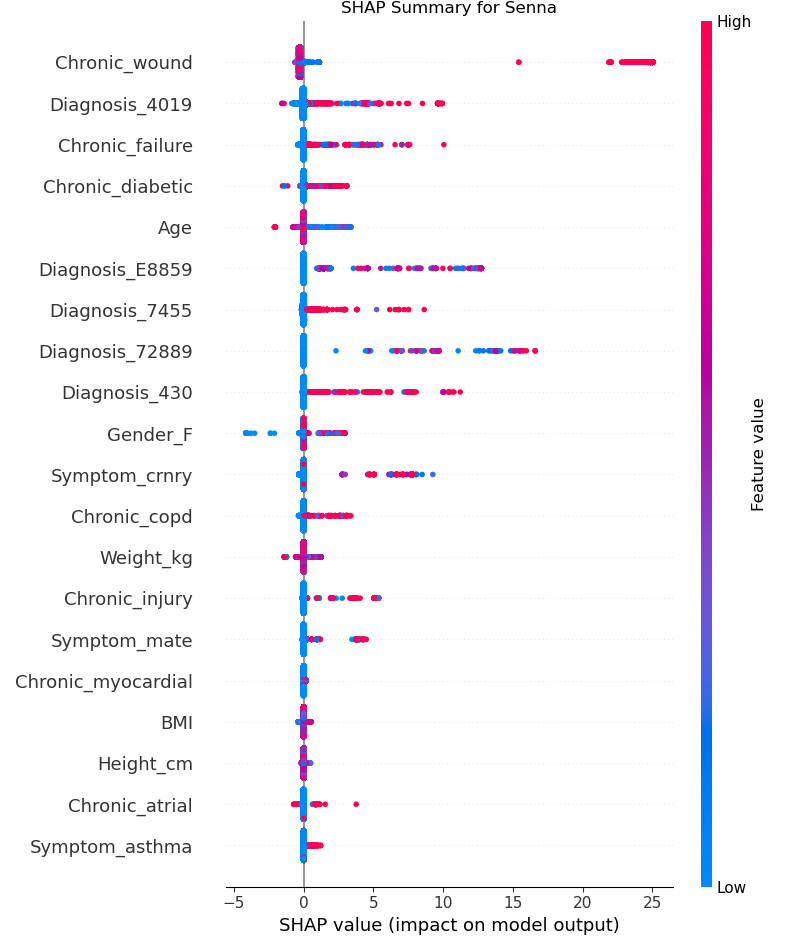 SHAP Summary for Senna
High
Chronic_wound
Diagnosis_4019
Chronic_failure
Chronic_diabetic
Age
Diagnosis_E8859
Diagnosis_7455
Diagnosis_72889
Diagnosis_430
Gender_F
Symptom_crnry
Chronic_copd
Weight_kg
Chronic_injury
Symptom_mate
Chronic_myocardial
BMI
Height_cm
Chronic_atrial
Symptom_asthma
Feature value
Low
−5 0 5 10 15 20 25
SHAP value (impact on model output)